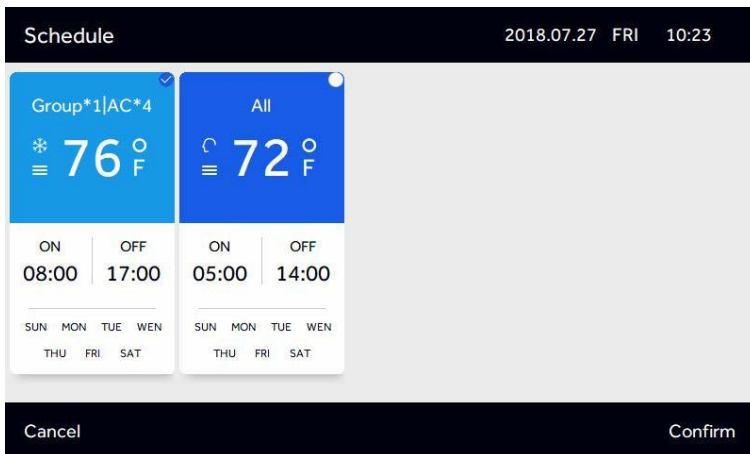 Schedule 2018.07.27 FRI 10:23
Group*1|AC*4
76°F
ON OFF
08:00 17:00
SUN MON TUE WEN
THU FRI SAT
All
72°F
ON OFF
05:00 14:00
SUN MON TUE WEN
THU FRI SAT
Cancel Confirm